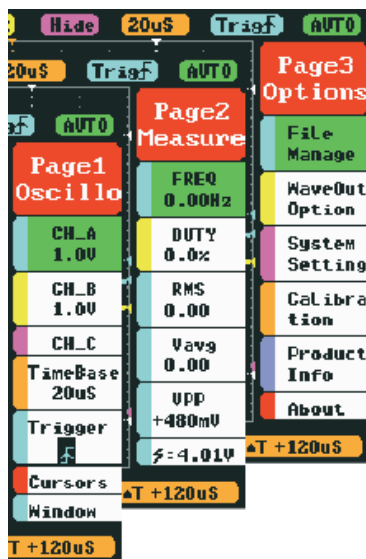 Hide 20uS Trig AUTO
20uS Trig AUTO
AUTO
Page1
Oscillo
CH_A
1.0V
CH_B
1.0V
CH_C
TimeBase
20uS
Trigger
Cursors
Window
T +120uS
Page2
Measure
FREQ
0.00Hz
DUTY
0.0%
RMS
0.00
Vavg
0.00
VPP
+480mV
⚡:4.01V
▲T +120uS
Page3
Options
File
Manage
WaveOut
Option
System
Setting
Calibra
tion
Product
Info
About
▲T +120uS